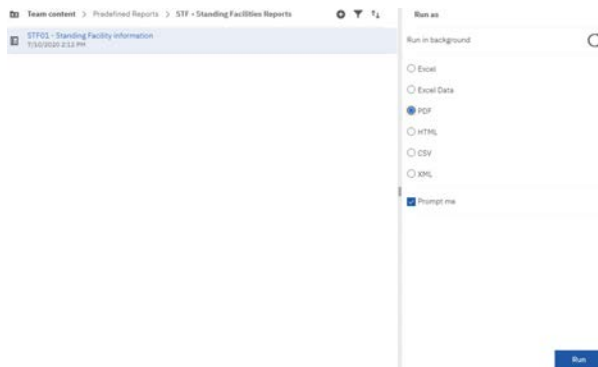 Team content > Predefined Reports > STF - Standing Facilities Reports
STF01 - Standing Facility information
7/10/2020 2:12 PM
Run as
Run in background
Excel
Excel Data
PDF
HTML
CSV
XML
Prompt me
Run